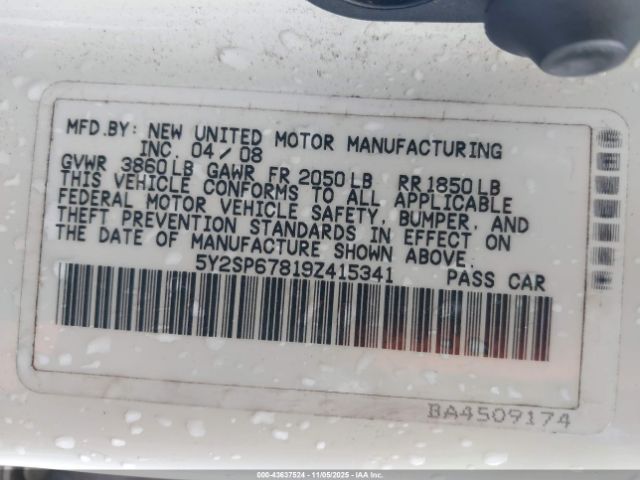 MFD.BY: NEW UNITED MOTOR MANUFACTURING
INC. 04/08
GVWR 3860LB GAWR FR 2050LB RR1850LB
THIS VEHICLE CONFORMS TO ALL APPLICABLE
FEDERAL MOTOR VEHICLE SAFETY, BUMPER, AND
THEFT PREVENTION STANDARDS IN EFFECT ON
THE DATE OF MANUFACTURE SHOWN ABOVE.
5Y2SP67819Z415341 PASS CAR
BA4509174
000-43637524 | 11/05/2025 - IAA Inc.